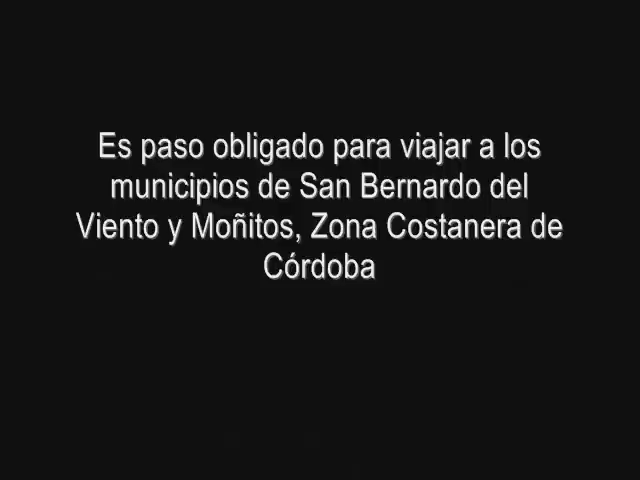 Es paso obligado para viajar a los
municipios de San Bernardo del
Viento y Moñitos, Zona Costanera de
Córdoba